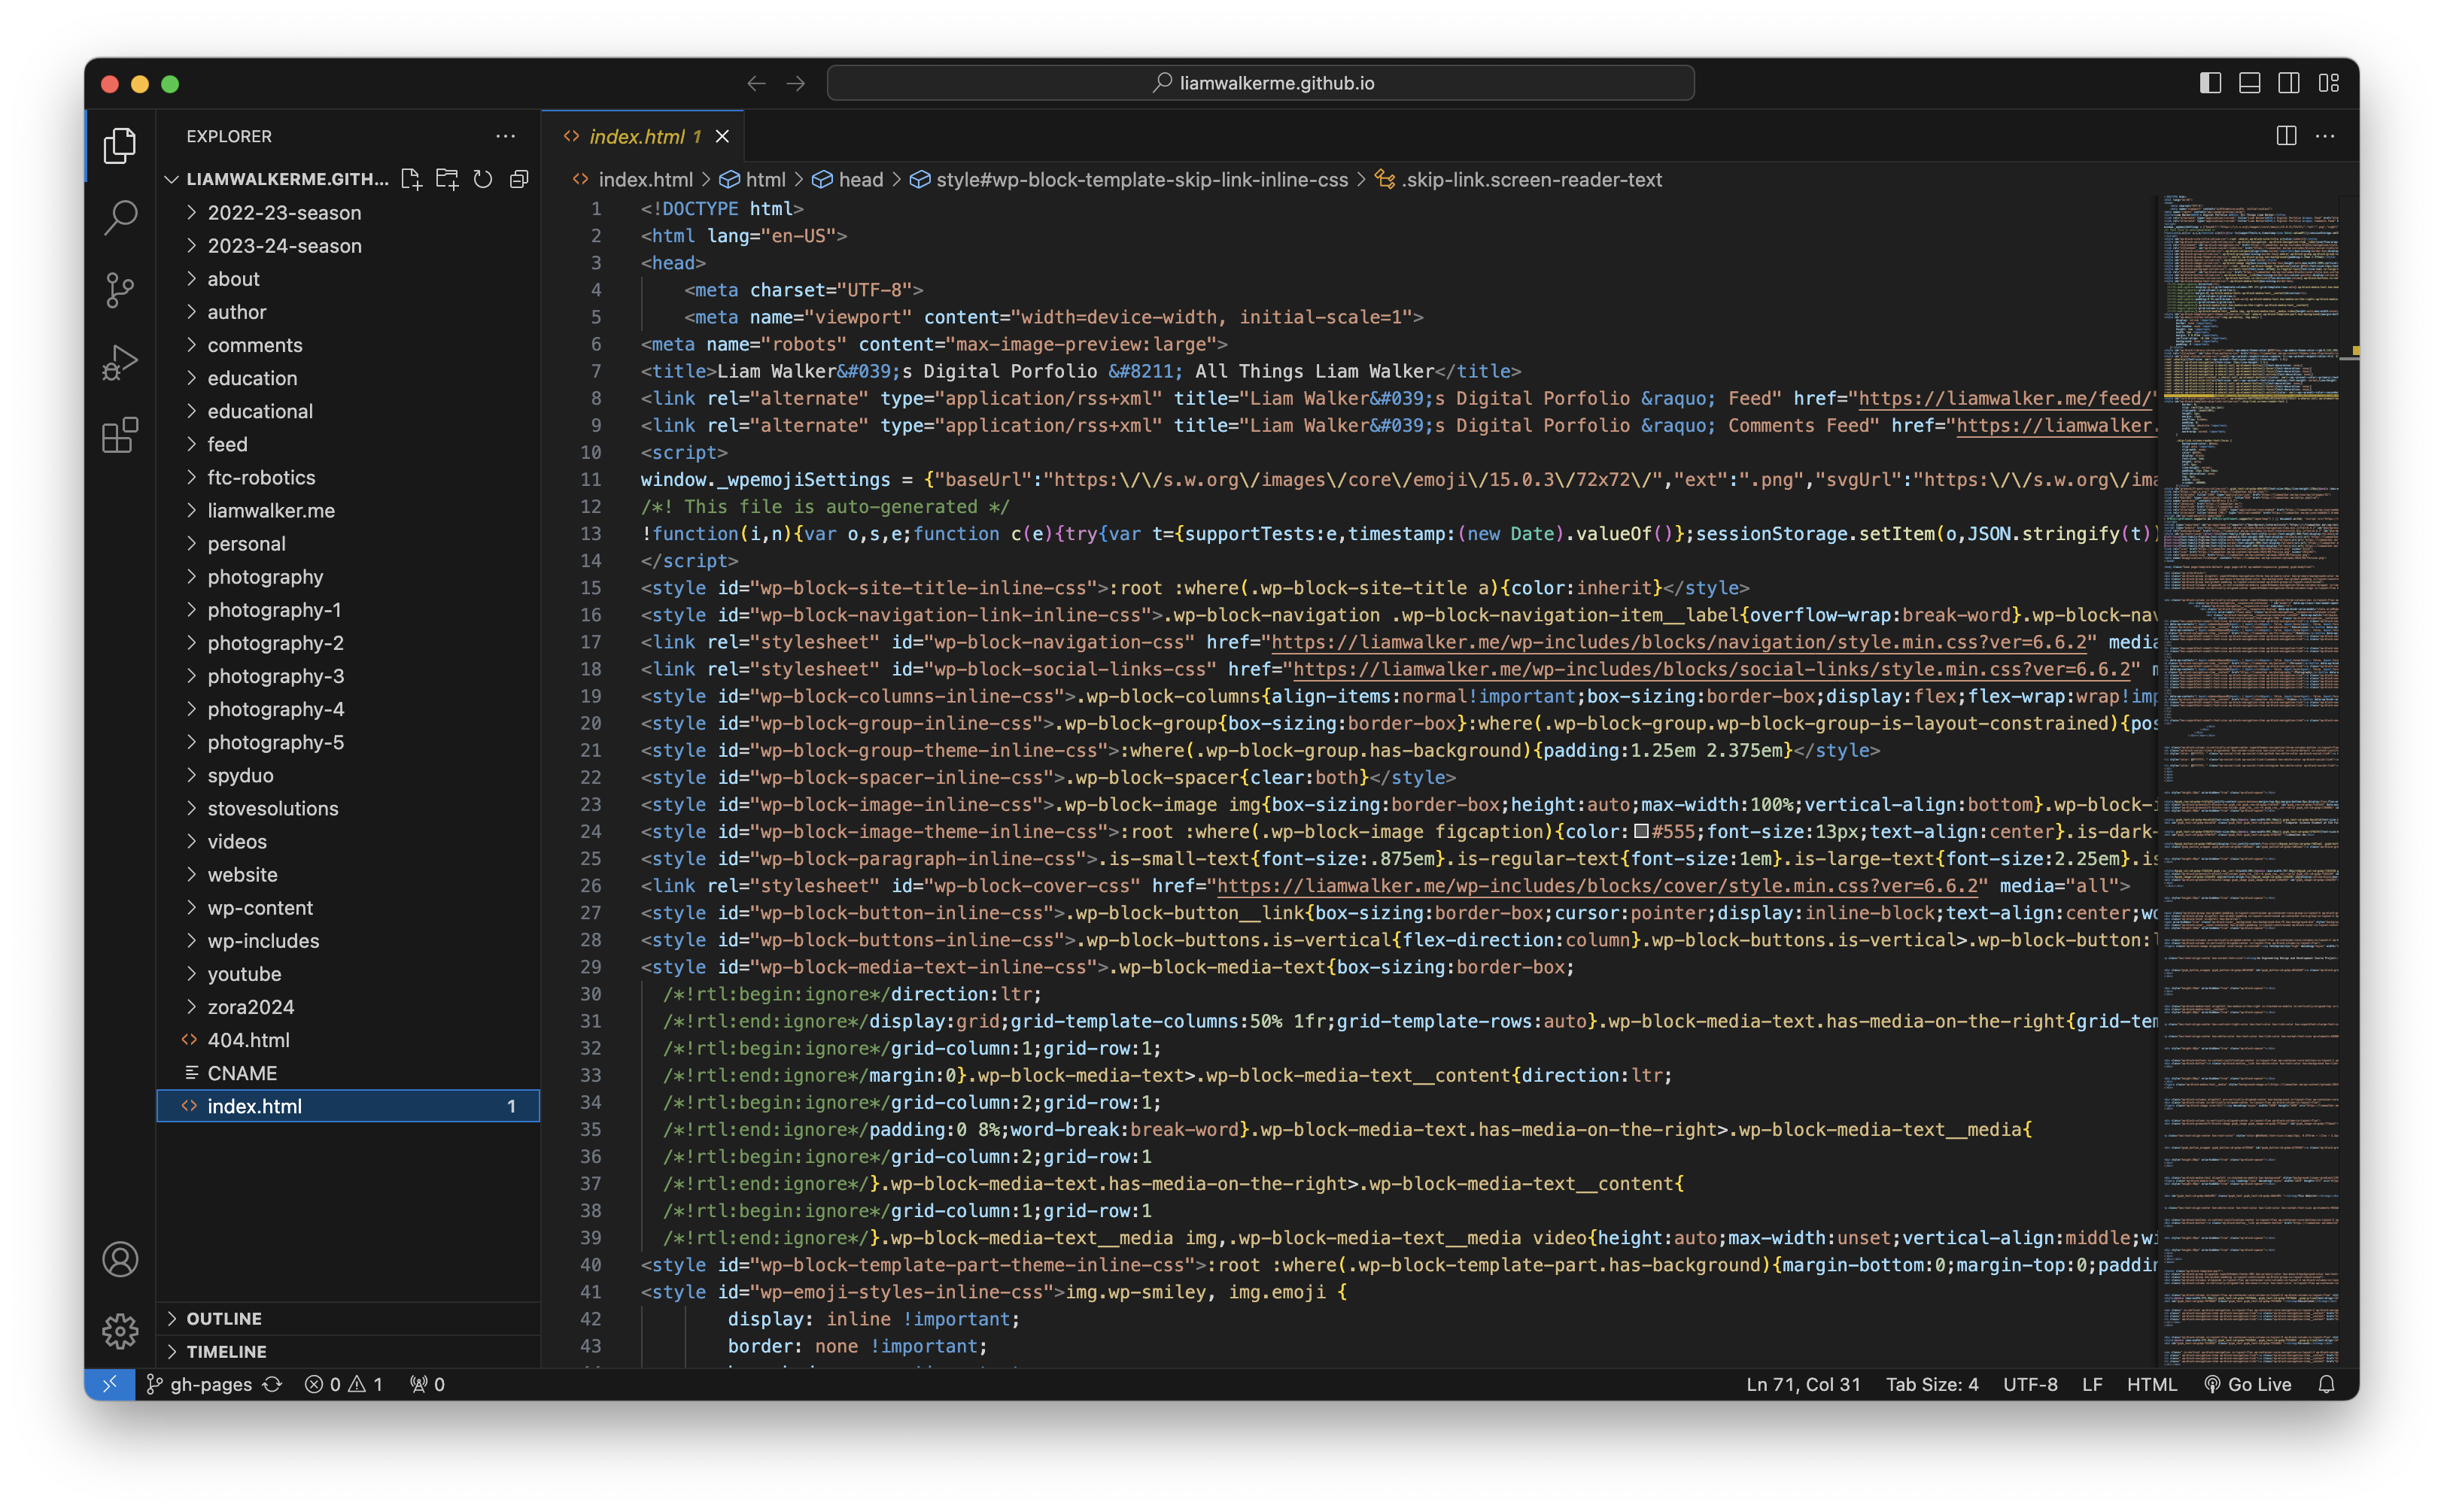 liamwalkerme.github.io
EXPLORER
LIAMWALKERME.GITH...
2022-23-season
2023-24-season
about
author
comments
education
educational
feed
ftc-robotics
liamwalker.me
personal
photography
photography-1
photography-2
photography-3
photography-4
photography-5
spyduo
stovesolutions
videos
website
wp-content
wp-includes
youtube
zora2024
404.html
CNAME
index.html 1
OUTLINE
TIMELINE
index.html 1
index.html > html > head > style#wp-block-template-skip-link-inline-css > .skip-link.screen-reader-text
1 <!DOCTYPE html>
2 <html lang="en-US">
3 <head>
4 <meta charset="UTF-8">
5 <meta name="viewport" content="width=device-width, initial-scale=1">
6 <meta name="robots" content="max-image-preview:large">
7 <title>Liam Walker&#039;s Digital Porfolio &#8211; All Things Liam Walker</title>
8 <link rel="alternate" type="application/rss+xml" title="Liam Walker&#039;s Digital Porfolio &raquo; Feed" href="https://liamwalker.me/feed/"
9 <link rel="alternate" type="application/rss+xml" title="Liam Walker&#039;s Digital Porfolio &raquo; Comments Feed" href="https://liamwalker.
10 <script>
11 window._wpemojiSettings = {"baseUrl":"https:\/\/s.w.org\/images\/core\/emoji\/15.0.3\/72x72\/","ext":".png","svgUrl":"https:\/\/s.w.org\/ima
12 /*! This file is auto-generated */
13 !function(i,n){var o,s,e;function c(e){try{var t={supportTests:e,timestamp:(new Date).valueOf()};sessionStorage.setItem(o,JSON.stringify(t))
14 </script>
15 <style id="wp-block-site-title-inline-css">:root :where(.wp-block-site-title a){color:inherit}</style>
16 <style id="wp-block-navigation-link-inline-css">.wp-block-navigation .wp-block-navigation-item__label{overflow-wrap:break-word}.wp-block-nav
17 <link rel="stylesheet" id="wp-block-navigation-css" href="https://liamwalker.me/wp-includes/blocks/navigation/style.min.css?ver=6.6.2" media
18 <link rel="stylesheet" id="wp-block-social-links-css" href="https://liamwalker.me/wp-includes/blocks/social-links/style.min.css?ver=6.6.2" m
19 <style id="wp-block-columns-inline-css">.wp-block-columns{align-items:normal!important;box-sizing:border-box;display:flex;flex-wrap:wrap!imp
20 <style id="wp-block-group-inline-css">.wp-block-group{box-sizing:border-box}:where(.wp-block-group.wp-block-group-is-layout-constrained){pos
21 <style id="wp-block-group-theme-inline-css">:where(.wp-block-group.has-background){padding:1.25em 2.375em}</style>
22 <style id="wp-block-spacer-inline-css">.wp-block-spacer{clear:both}</style>
23 <style id="wp-block-image-inline-css">.wp-block-image img{box-sizing:border-box;height:auto;max-width:100%;vertical-align:bottom}.wp-block-i
24 <style id="wp-block-image-theme-inline-css">:root :where(.wp-block-image figcaption){color:#555;font-size:13px;text-align:center}.is-dark-
25 <style id="wp-block-paragraph-inline-css">.is-small-text{font-size:.875em}.is-regular-text{font-size:1em}.is-large-text{font-size:2.25em}.is
26 <link rel="stylesheet" id="wp-block-cover-css" href="https://liamwalker.me/wp-includes/blocks/cover/style.min.css?ver=6.6.2" media="all">
27 <style id="wp-block-button-inline-css">.wp-block-button__link{box-sizing:border-box;cursor:pointer;display:inline-block;text-align:center;wo
28 <style id="wp-block-buttons-inline-css">.wp-block-buttons.is-vertical{flex-direction:column}.wp-block-buttons.is-vertical>.wp-block-button:l
29 <style id="wp-block-media-text-inline-css">.wp-block-media-text{box-sizing:border-box;
30 /*!rtl:begin:ignore*/direction:ltr;
31 /*!rtl:end:ignore*/display:grid;grid-template-columns:50% 1fr;grid-template-rows:auto}.wp-block-media-text.has-media-on-the-right{grid-tem
32 /*!rtl:begin:ignore*/grid-column:1;grid-row:1;
33 /*!rtl:end:ignore*/margin:0}.wp-block-media-text>.wp-block-media-text__content{direction:ltr;
34 /*!rtl:begin:ignore*/grid-column:2;grid-row:1;
35 /*!rtl:end:ignore*/padding:0 8%;word-break:break-word}.wp-block-media-text.has-media-on-the-right>.wp-block-media-text__media{
36 /*!rtl:begin:ignore*/grid-column:2;grid-row:1
37 /*!rtl:end:ignore*/}.wp-block-media-text.has-media-on-the-right>.wp-block-media-text__content{
38 /*!rtl:begin:ignore*/grid-column:1;grid-row:1
39 /*!rtl:end:ignore*/}.wp-block-media-text__media img,.wp-block-media-text__media video{height:auto;max-width:unset;vertical-align:middle;wi
40 <style id="wp-block-template-part-theme-inline-css">:root :where(.wp-block-template-part.has-background){margin-bottom:0;margin-top:0;paddin
41 <style id="wp-emoji-styles-inline-css">img.wp-smiley, img.emoji {
42 display: inline !important;
43 border: none !important;
gh-pages 0 1 0 Ln 71, Col 31 Tab Size: 4 UTF-8 LF HTML Go Live